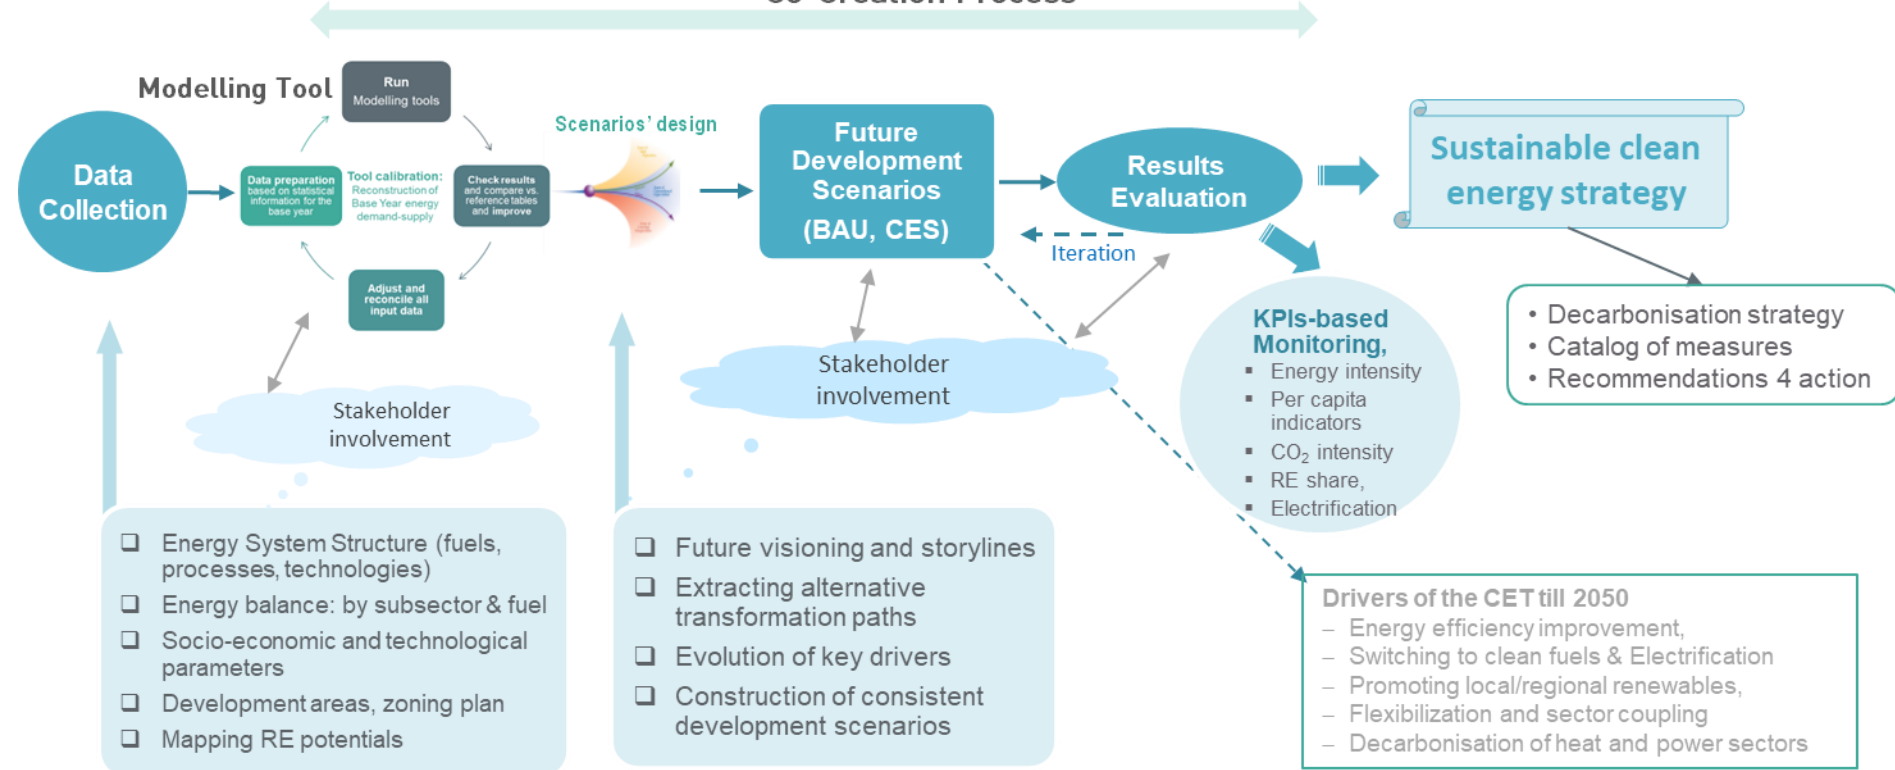 Co-Creation Process
Modelling Tool
Run
Modelling tools
Data
Collection
Data preparation
based on statistical
information for the
base year
Tool calibration:
Reconstruction of
Base Year energy
demand-supply
Check results
and compare vs.
reference tables
and improve
Adjust and
reconcile all
input data
Scenarios' design
Future
Development
Scenarios
(BAU, CES)
Results
Evaluation
Iteration
Sustainable clean
energy strategy
• Decarbonisation strategy
• Catalog of measures
• Recommendations 4 action
Stakeholder
involvement
Stakeholder
involvement
KPIs-based
Monitoring,
▪ Energy intensity
▪ Per capita
indicators
▪ CO₂ intensity
▪ RE share,
▪ Electrification
❑ Energy System Structure (fuels,
processes, technologies)
❑ Energy balance: by subsector & fuel
❑ Socio-economic and technological
parameters
❑ Development areas, zoning plan
❑ Mapping RE potentials
❑ Future visioning and storylines
❑ Extracting alternative
transformation paths
❑ Evolution of key drivers
❑ Construction of consistent
development scenarios
Drivers of the CET till 2050
– Energy efficiency improvement,
– Switching to clean fuels & Electrification
– Promoting local/regional renewables,
– Flexibilization and sector coupling
– Decarbonisation of heat and power sectors